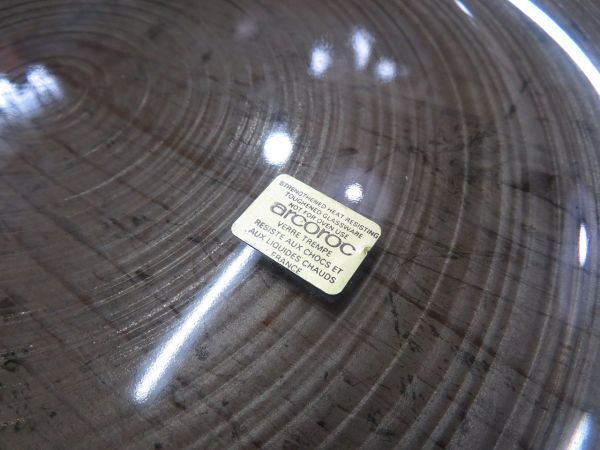 STRENGTHENED HEAT RESISTING
TOUGHENED GLASSWARE
NOT FOR OVEN USE
arcoroc
VERRE TREMPE
RESISTE AUX CHOCS ET
AUX LIQUIDES CHAUDS
FRANCE